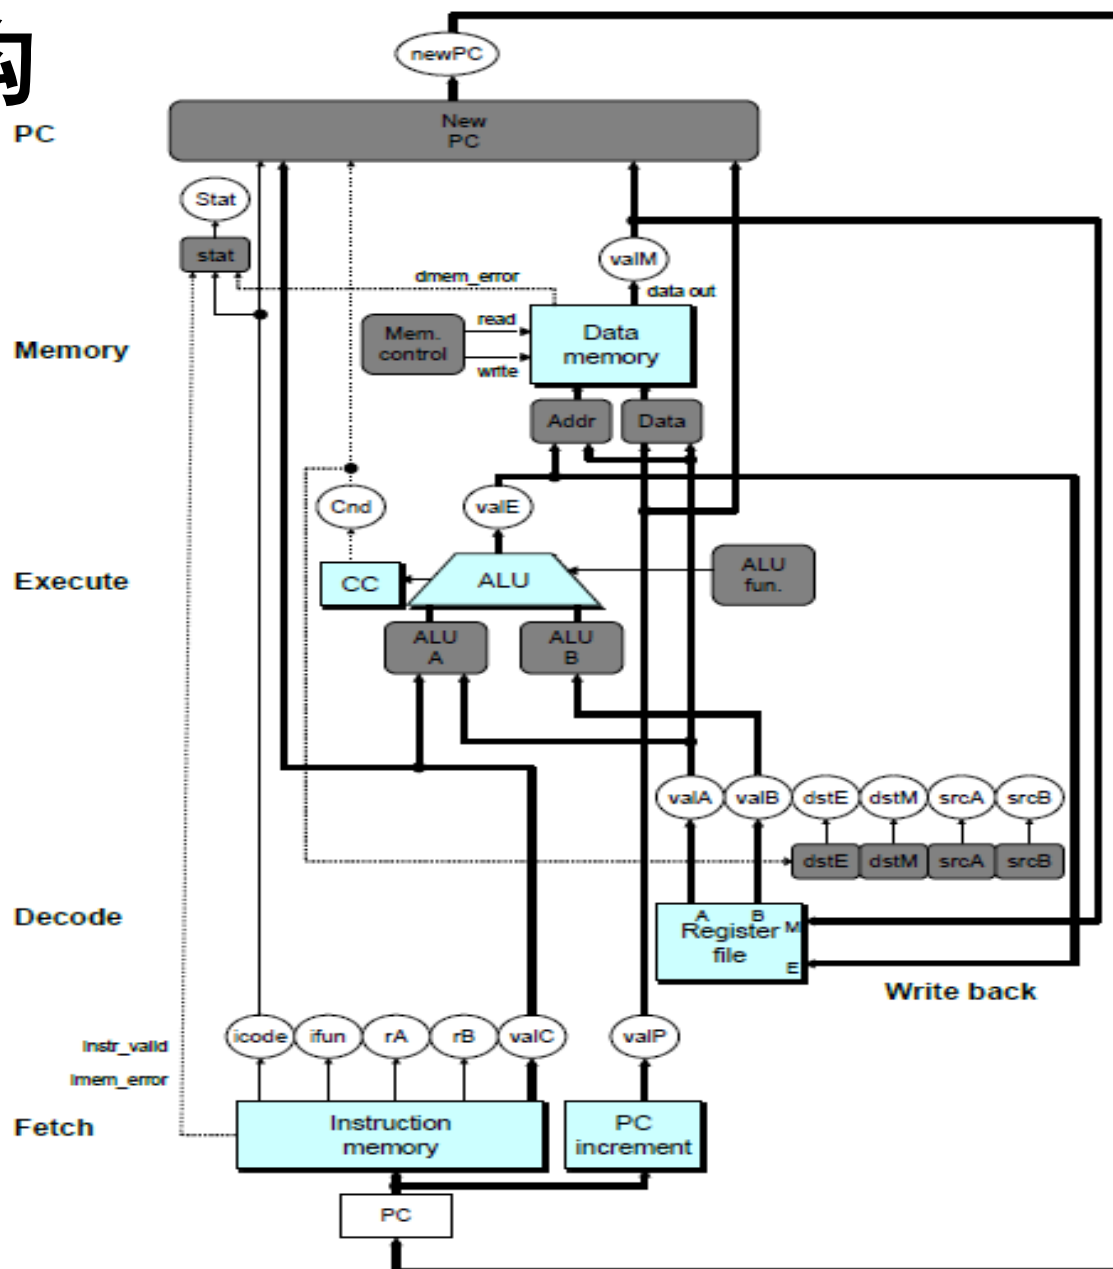 newPC
PC
New
PC
Stat
stat
valM
dmem_error
data out
Memory
Mem.
control
read
write
Data
memory
Addr
Data
Cnd
valE
Execute
CC
ALU
ALU
fun.
ALU
A
ALU
B
valA
valB
dstE
dstM
srcA
srcB
dstE
dstM
srcA
srcB
Decode
A
B
Register
file
M
E
Write back
icode
ifun
rA
rB
valC
valP
Instr_valid
Imem_error
Fetch
Instruction
memory
PC
increment
PC